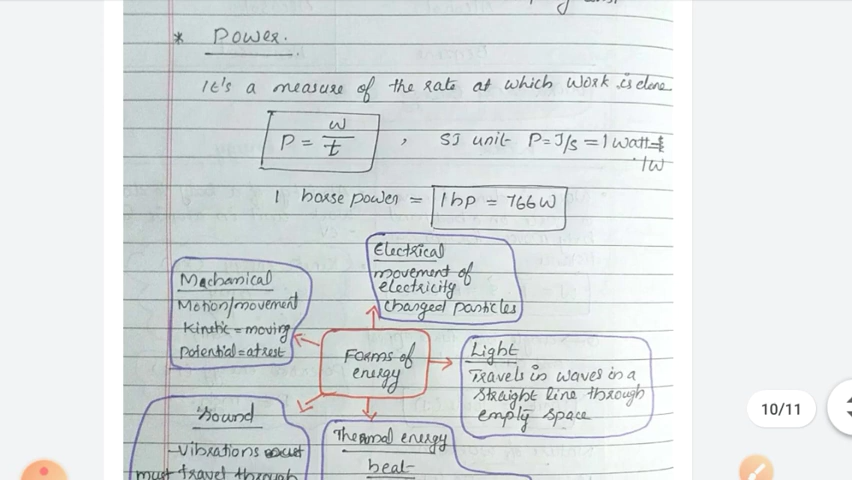 * Power.
It's a measure of the rate at which work is done
P = w/t , SI unit P = J/s = 1 watt =
1W
1 horse power = 1hp = 766W
Electrical
movement of
electricity
charged particles
Mechanical
Motion/movement
Kinetic = moving
Potential = at rest
Forms of
energy
Light
Travels in waves in a
straight line through
empty space
10/11
Sound
Vibrations
must travel through
Thermal energy
heat